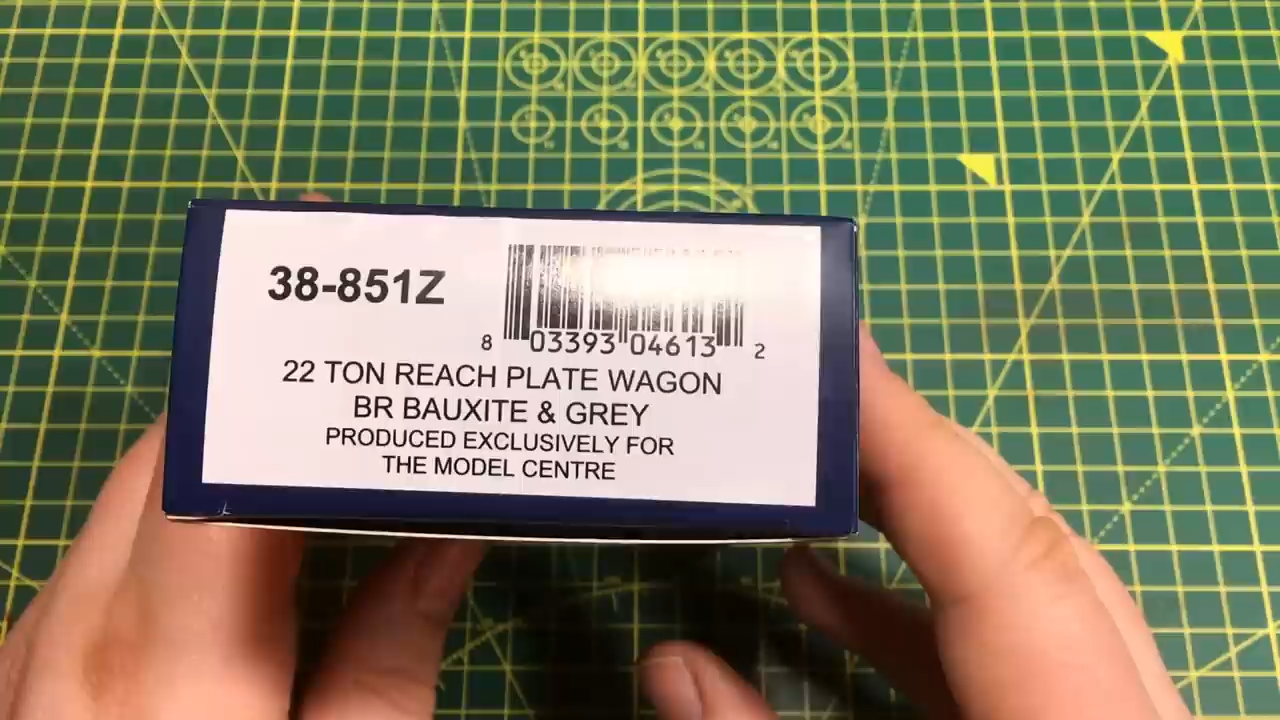 38-851Z
8 03393 04613 2
22 TON REACH PLATE WAGON
BR BAUXITE & GREY
PRODUCED EXCLUSIVELY FOR
THE MODEL CENTRE